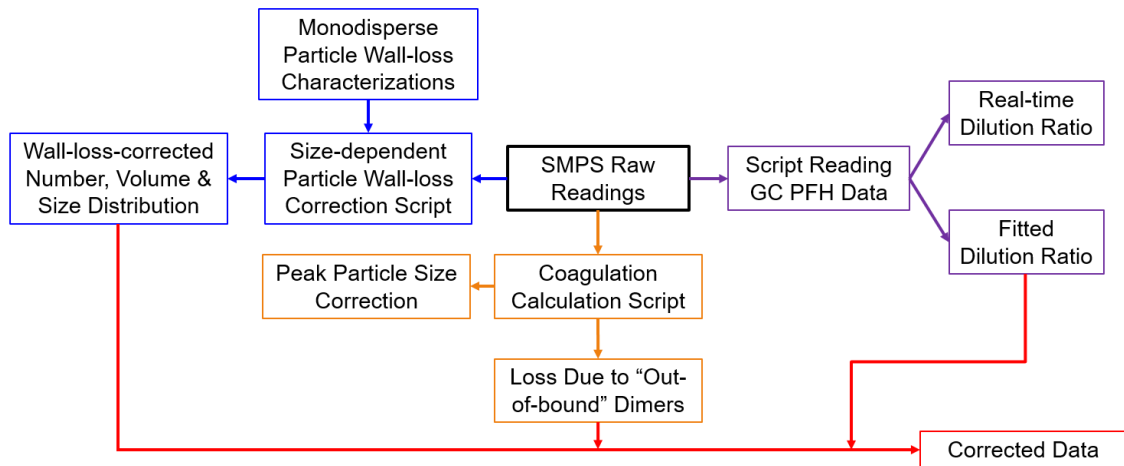 Monodisperse
Particle Wall-loss
Characterizations
Real-time
Dilution Ratio
Wall-loss-corrected
Number, Volume &
Size Distribution
Size-dependent
Particle Wall-loss
Correction Script
SMPS Raw
Readings
Script Reading
GC PFH Data
Fitted
Dilution Ratio
Peak Particle Size
Correction
Coagulation
Calculation Script
Loss Due to “Out-
of-bound” Dimers
Corrected Data